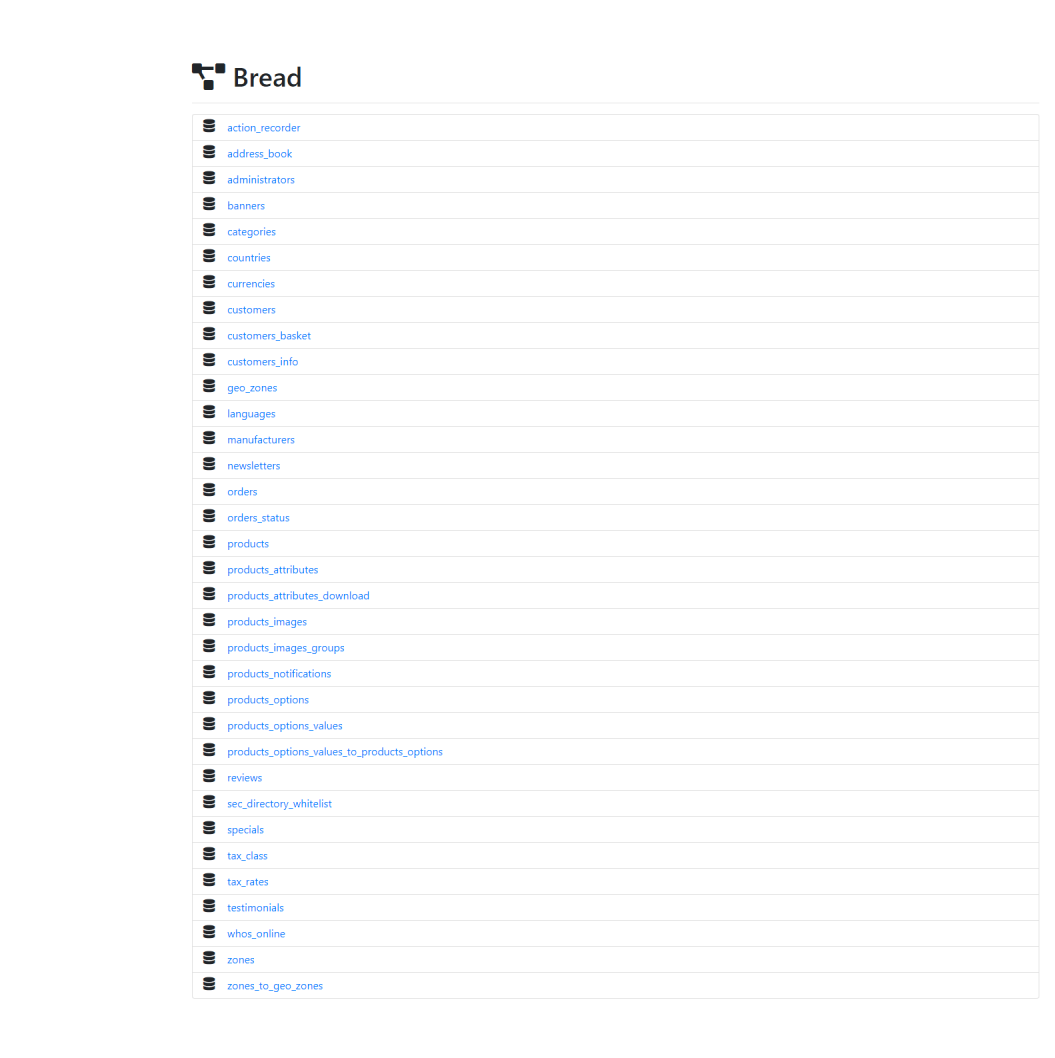 Bread
action_recorder
address_book
administrators
banners
categories
countries
currencies
customers
customers_basket
customers_info
geo_zones
languages
manufacturers
newsletters
orders
orders_status
products
products_attributes
products_attributes_download
products_images
products_images_groups
products_notifications
products_options
products_options_values
products_options_values_to_products_options
reviews
sec_directory_whitelist
specials
tax_class
tax_rates
testimonials
whos_online
zones
zones_to_geo_zones